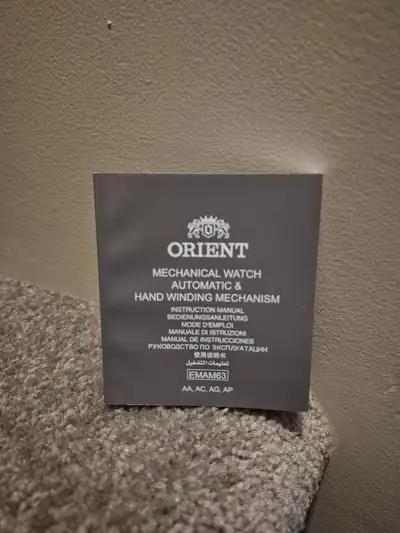 ORIENT
MECHANICAL WATCH
AUTOMATIC &
HAND WINDING MECHANISM
INSTRUCTION MANUAL
BEDIENUNGSANLEITUNG
MODE D'EMPLOI
MANUALE DI ISTRUZIONI
MANUAL DE INSTRUCCIONES
РУКОВОДСТВО ПО ЭКСПЛУАТАЦИИ
使用说明书
تعليمات التشغيل
EMAM63
AA, AC, AG, AP